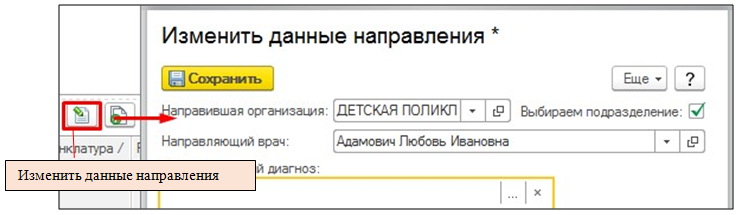 Изменить данные направления *
Сохранить
Еще
?
Направившая организация: ДЕТСКАЯ ПОЛИКЛ Выбираем подразделение:
Направляющий врач: Адамович Любовь Ивановна
нклатура /
й диагноз:
... ×
Изменить данные направления